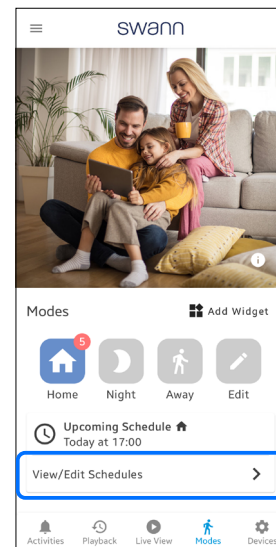 swann
Modes
Add Widget
5
Home Night Away Edit
Upcoming Schedule
Today at 17:00
View/Edit Schedules
Activities Playback Live View Modes Devices